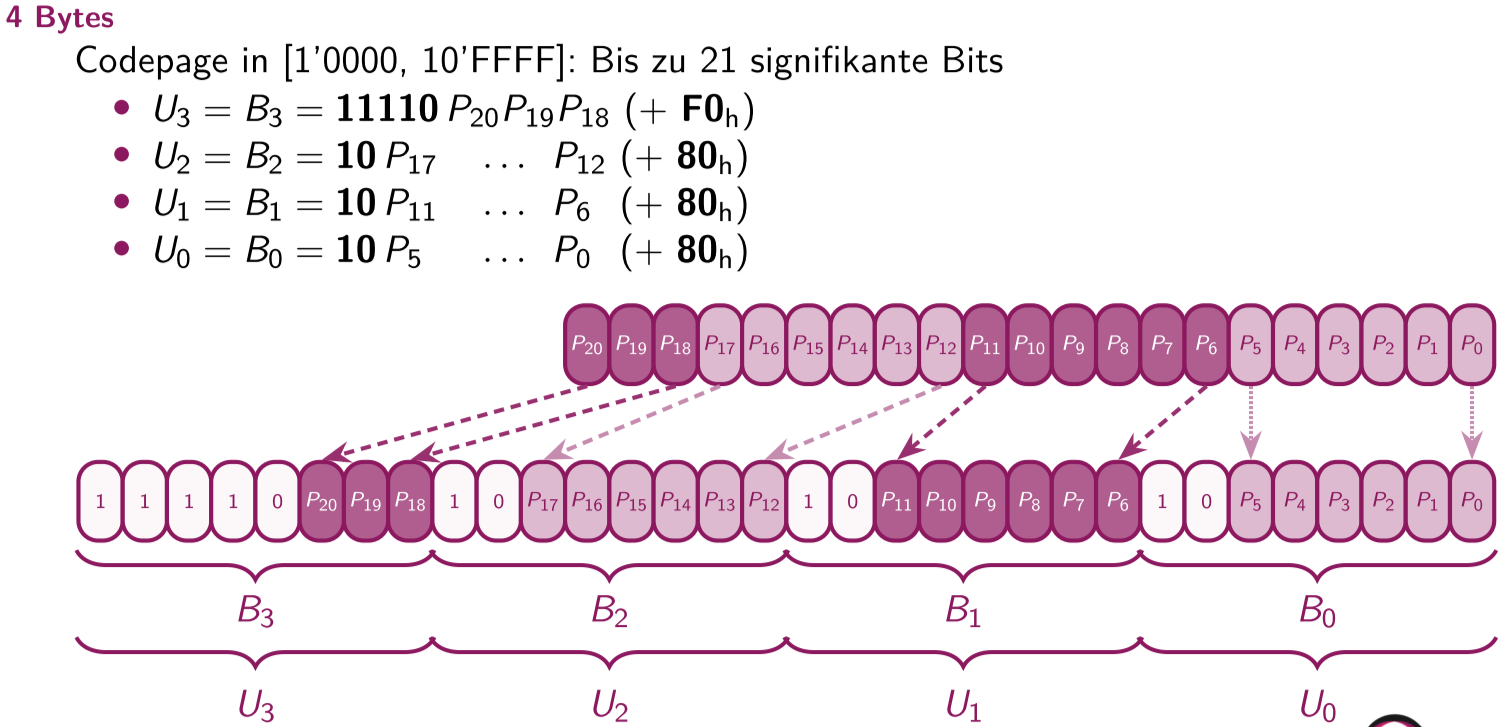 4 Bytes
Codepage in [1'0000, 10'FFFF]: Bis zu 21 signifikante Bits
• U₃ = B₃ = 11110 P₂₀P₁₉P₁₈ (+ F0ₕ)
• U₂ = B₂ = 10 P₁₇ ... P₁₂ (+ 80ₕ)
• U₁ = B₁ = 10 P₁₁ ... P₆ (+ 80ₕ)
• U₀ = B₀ = 10 P₅ ... P₀ (+ 80ₕ)
P₂₀ P₁₉ P₁₈ P₁₇ P₁₆ P₁₅ P₁₄ P₁₃ P₁₂ P₁₁ P₁₀ P₉ P₈ P₇ P₆ P₅ P₄ P₃ P₂ P₁ P₀
1 1 1 1 0 P₂₀ P₁₉ P₁₈ 1 0 P₁₇ P₁₆ P₁₅ P₁₄ P₁₃ P₁₂ 1 0 P₁₁ P₁₀ P₉ P₈ P₇ P₆ 1 0 P₅ P₄ P₃ P₂ P₁ P₀
B₃ B₂ B₁ B₀
U₃ U₂ U₁ U₀